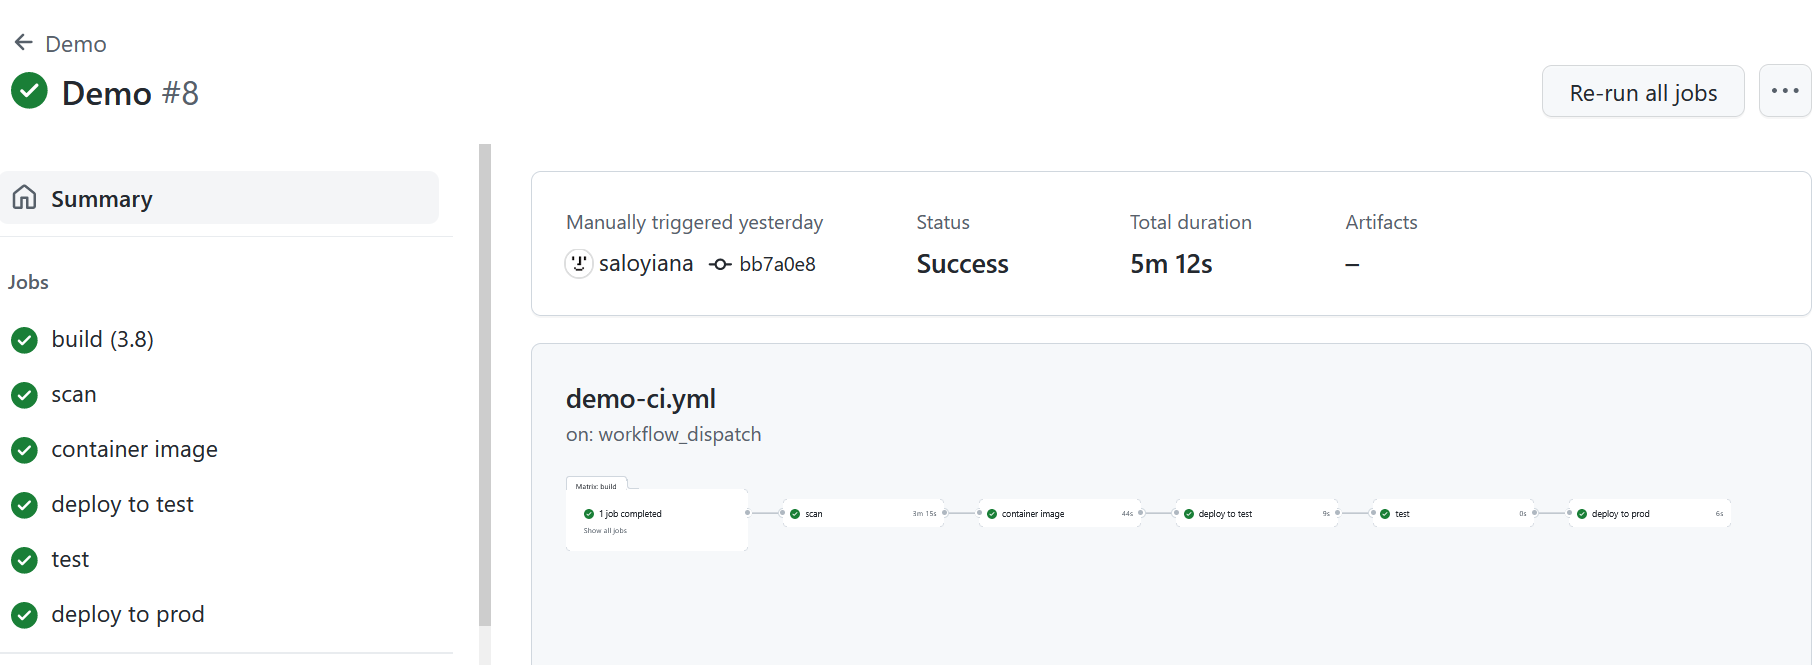 Demo
Demo #8
Re-run all jobs
Summary
Jobs
build (3.8)
scan
container image
deploy to test
test
deploy to prod
Manually triggered yesterday
saloyiana bb7a0e8
Status
Success
Total duration
5m 12s
Artifacts
–
demo-ci.yml
on: workflow_dispatch
Matrix: build
1 job completed
Show all jobs
scan 3m 15s
container image 44s
deploy to test 9s
test 0s
deploy to prod 6s